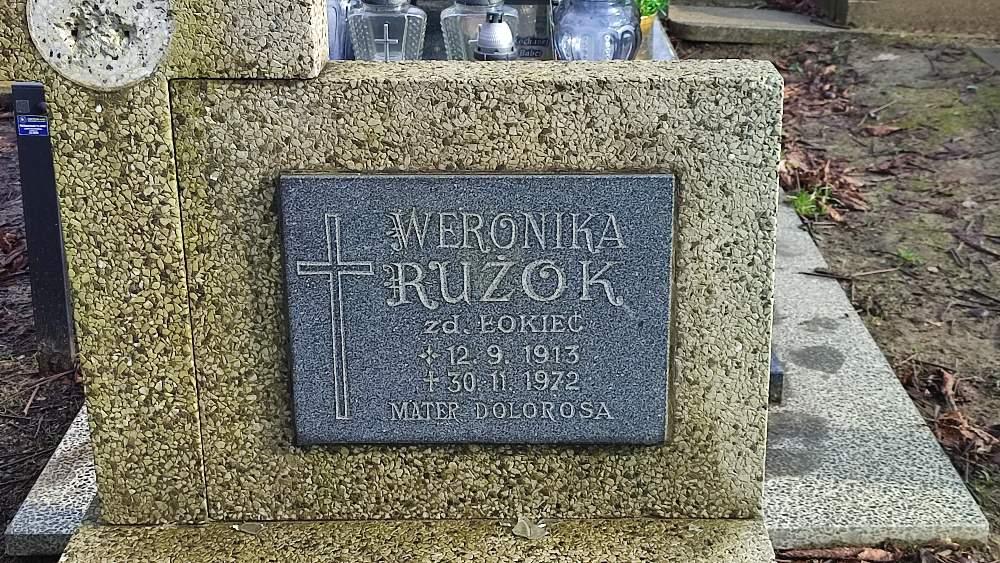 WERONIKA
RUŻOK
zd. ŁOKIEĆ
12. 9. 1913
30. 11 1972
MATER DOLOROSA